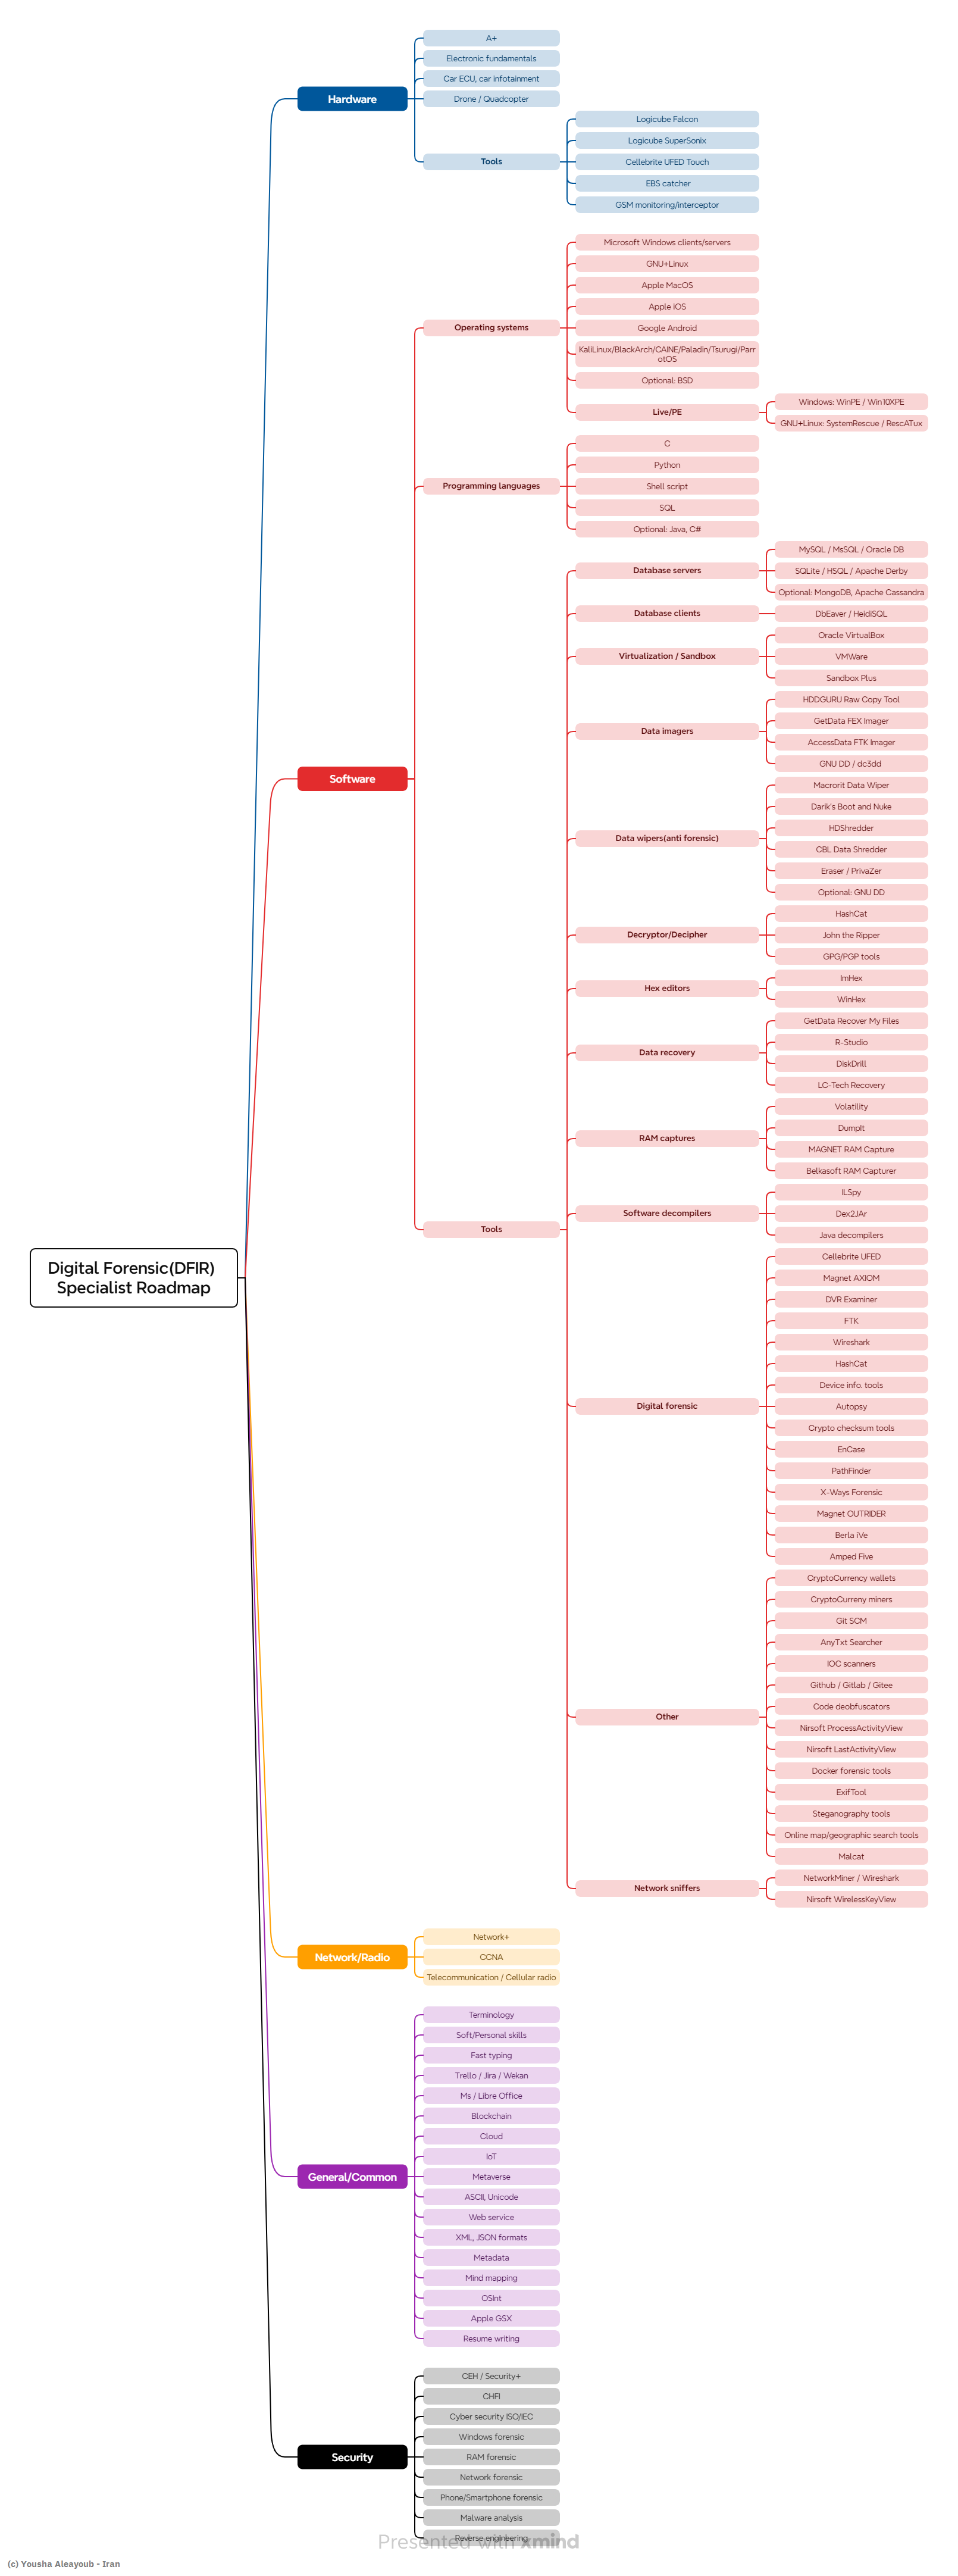 Digital Forensic(DFIR)
Specialist Roadmap
Hardware
A+
Electronic fundamentals
Car ECU, car infotainment
Drone / Quadcopter
Tools
Logicube Falcon
Logicube SuperSonix
Cellebrite UFED Touch
EBS catcher
GSM monitoring/interceptor
Software
Operating systems
Microsoft Windows clients/servers
GNU+Linux
Apple MacOS
Apple iOS
Google Android
KaliLinux/BlackArch/CAINE/Paladin/Tsurugi/Parr
otOS
Optional: BSD
Live/PE
Windows: WinPE / Win10XPE
GNU+Linux: SystemRescue / RescATux
Programming languages
C
Python
Shell script
SQL
Optional: Java, C#
Tools
Database servers
MySQL / MsSQL / Oracle DB
SQLite / HSQL / Apache Derby
Optional: MongoDB, Apache Cassandra
Database clients
DbEaver / HeidiSQL
Virtualization / Sandbox
Oracle VirtualBox
VMWare
Sandbox Plus
Data imagers
HDDGURU Raw Copy Tool
GetData FEX Imager
AccessData FTK Imager
GNU DD / dc3dd
Data wipers(anti forensic)
Macrorit Data Wiper
Darik's Boot and Nuke
HDShredder
CBL Data Shredder
Eraser / PrivaZer
Optional: GNU DD
Decryptor/Decipher
HashCat
John the Ripper
GPG/PGP tools
Hex editors
ImHex
WinHex
Data recovery
GetData Recover My Files
R-Studio
DiskDrill
LC-Tech Recovery
RAM captures
Volatility
DumpIt
MAGNET RAM Capture
Belkasoft RAM Capturer
Software decompilers
ILSpy
Dex2JAr
Java decompilers
Digital forensic
Cellebrite UFED
Magnet AXIOM
DVR Examiner
FTK
Wireshark
HashCat
Device info. tools
Autopsy
Crypto checksum tools
EnCase
PathFinder
X-Ways Forensic
Magnet OUTRIDER
Berla iVe
Amped Five
Other
CryptoCurrency wallets
CryptoCurreny miners
Git SCM
AnyTxt Searcher
IOC scanners
Github / Gitlab / Gitee
Code deobfuscators
Nirsoft ProcessActivityView
Nirsoft LastActivityView
Docker forensic tools
ExifTool
Steganography tools
Online map/geographic search tools
Malcat
Network sniffers
NetworkMiner / Wireshark
Nirsoft WirelessKeyView
Network/Radio
Network+
CCNA
Telecommunication / Cellular radio
General/Common
Terminology
Soft/Personal skills
Fast typing
Trello / Jira / Wekan
Ms / Libre Office
Blockchain
Cloud
IoT
Metaverse
ASCII, Unicode
Web service
XML, JSON formats
Metadata
Mind mapping
OSInt
Apple GSX
Resume writing
Security
CEH / Security+
CHFI
Cyber security ISO/IEC
Windows forensic
RAM forensic
Network forensic
Phone/Smartphone forensic
Malware analysis
Reverse engineering
Presented with xmind
(c) Yousha Aleayoub - Iran